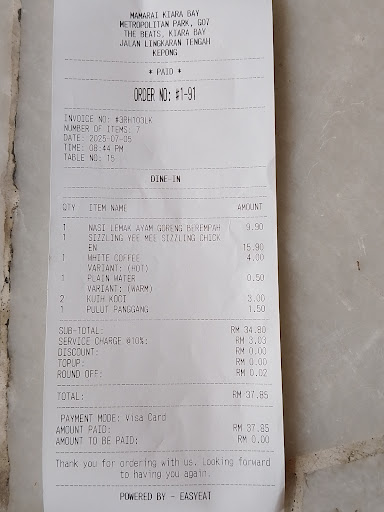 MAMARAI KIARA BAY
METROPOLITAN PARK, G07
THE BEATS, KIARA BAY
JALAN LINGKARAN TENGAH
KEPONG
* PAID *
ORDER NO: #1-91
INVOICE NO: #3RH103LK
NUMBER OF ITEMS: 7
DATE: 2025-07-05
TIME: 08:44 PM
TABLE NO: 15
DINE-IN
QTY ITEM NAME AMOUNT
1 NASI LEMAK AYAM GORENG BEREMPAH 9.90
1 SIZZLING YEE MEE SIZZLING CHICK
EN 15.90
1 WHITE COFFEE 4.00
VARIANT: (HOT)
1 PLAIN WATER 0.50
VARIANT: (WARM)
2 KUIH KOCI 3.00
1 PULUT PANGGANG 1.50
SUB-TOTAL: RM 34.80
SERVICE CHARGE @10%: RM 3.03
DISCOUNT: RM 0.00
TOPUP: RM 0.00
ROUND OFF: RM 0.02
TOTAL: RM 37.85
PAYMENT MODE: Visa Card
AMOUNT PAID: RM 37.85
AMOUNT TO BE PAID: RM 0.00
Thank you for ordering with us. Looking forward
to having you again.
POWERED BY - EASYEAT